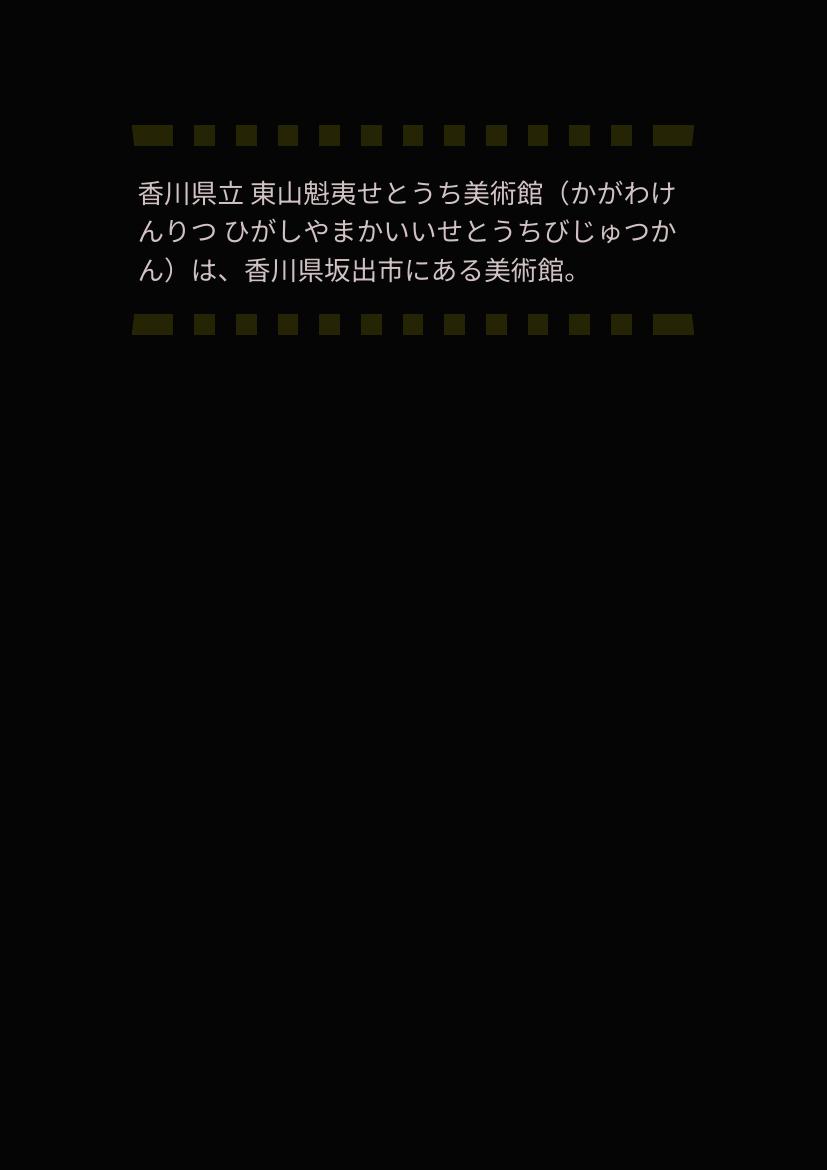 香川県立 東山魁夷せとうち美術館（かがわけ
んりつ ひがしやまかいいせとうちびじゅつか
ん）は、香川県坂出市にある美術館。